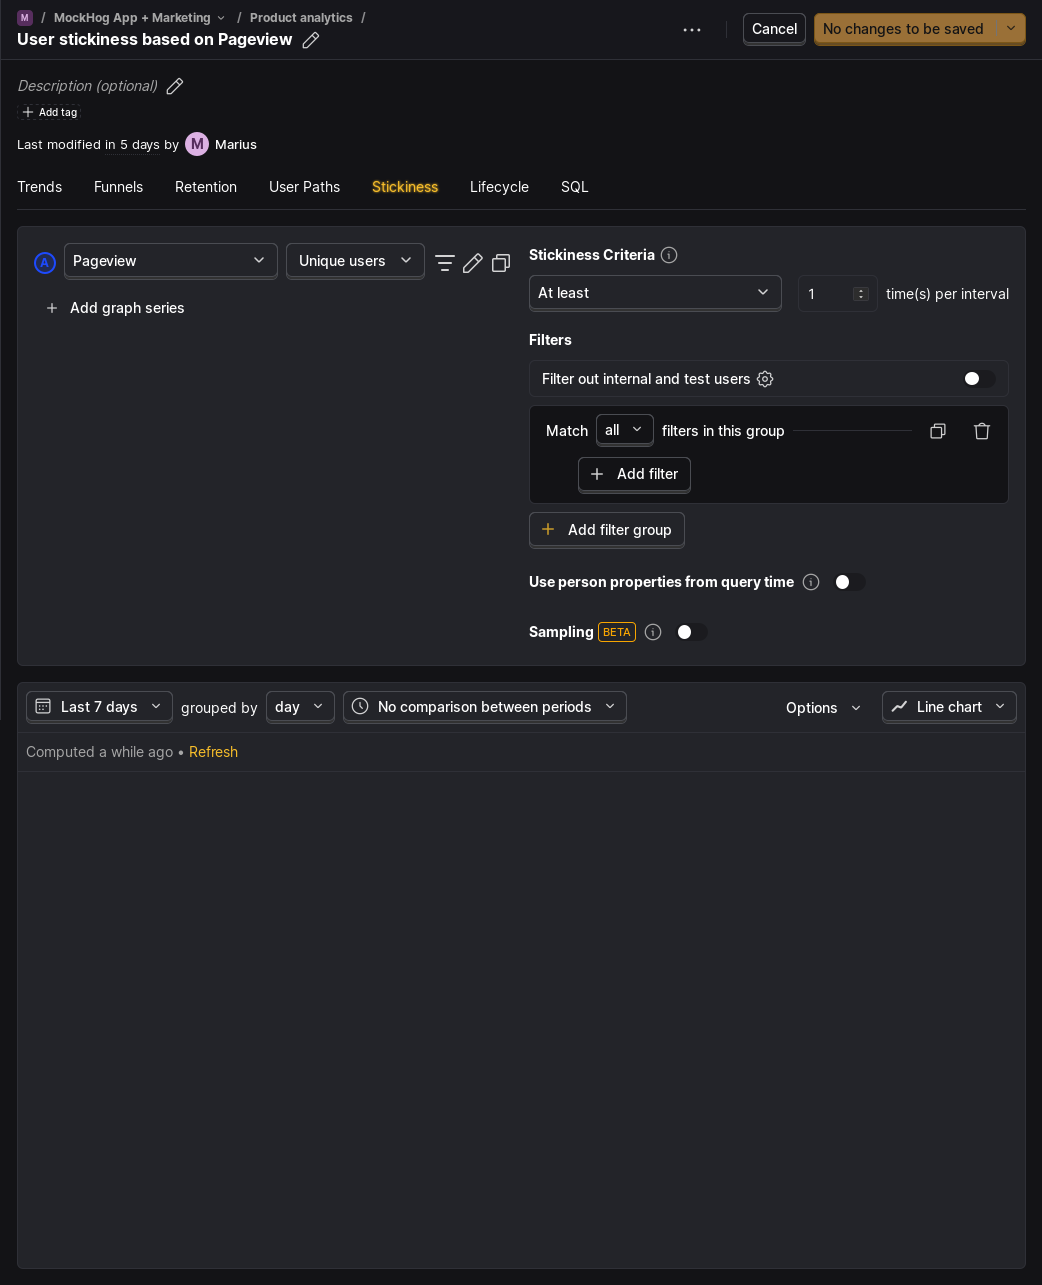 M / MockHog App + Marketing / Product analytics /
User stickiness based on Pageview
Cancel
No changes to be saved
Description (optional)
Add tag
Last modified in 5 days by M Marius
Trends Funnels Retention User Paths Stickiness Lifecycle SQL
A Pageview Unique users
Add graph series
Stickiness Criteria
At least 1 time(s) per interval
Filters
Filter out internal and test users
Match all filters in this group
Add filter
Add filter group
Use person properties from query time
Sampling BETA
Last 7 days grouped by day No comparison between periods Options Line chart
Computed a while ago • Refresh